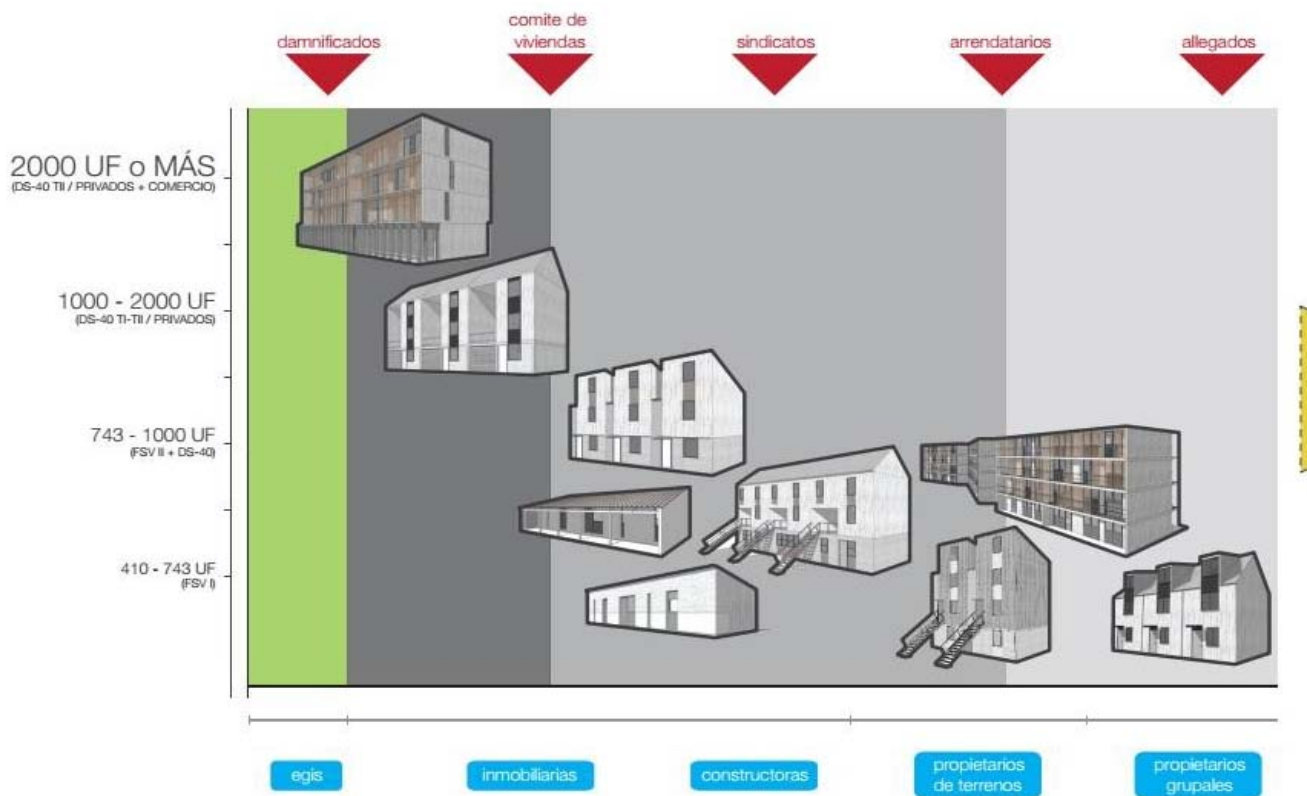 damnificados
comite de
viviendas
sindicatos
arrendatarios
allegados
2000 UF o MÁS
(DS-40 TII / PRIVADOS + COMERCIO)
1000 - 2000 UF
(DS-40 TI-TII / PRIVADOS)
743 - 1000 UF
(FSV II + DS-40)
410 - 743 UF
(FSV I)
egis
inmobiliarias
constructoras
propietarios
de terrenos
propietarios
grupales